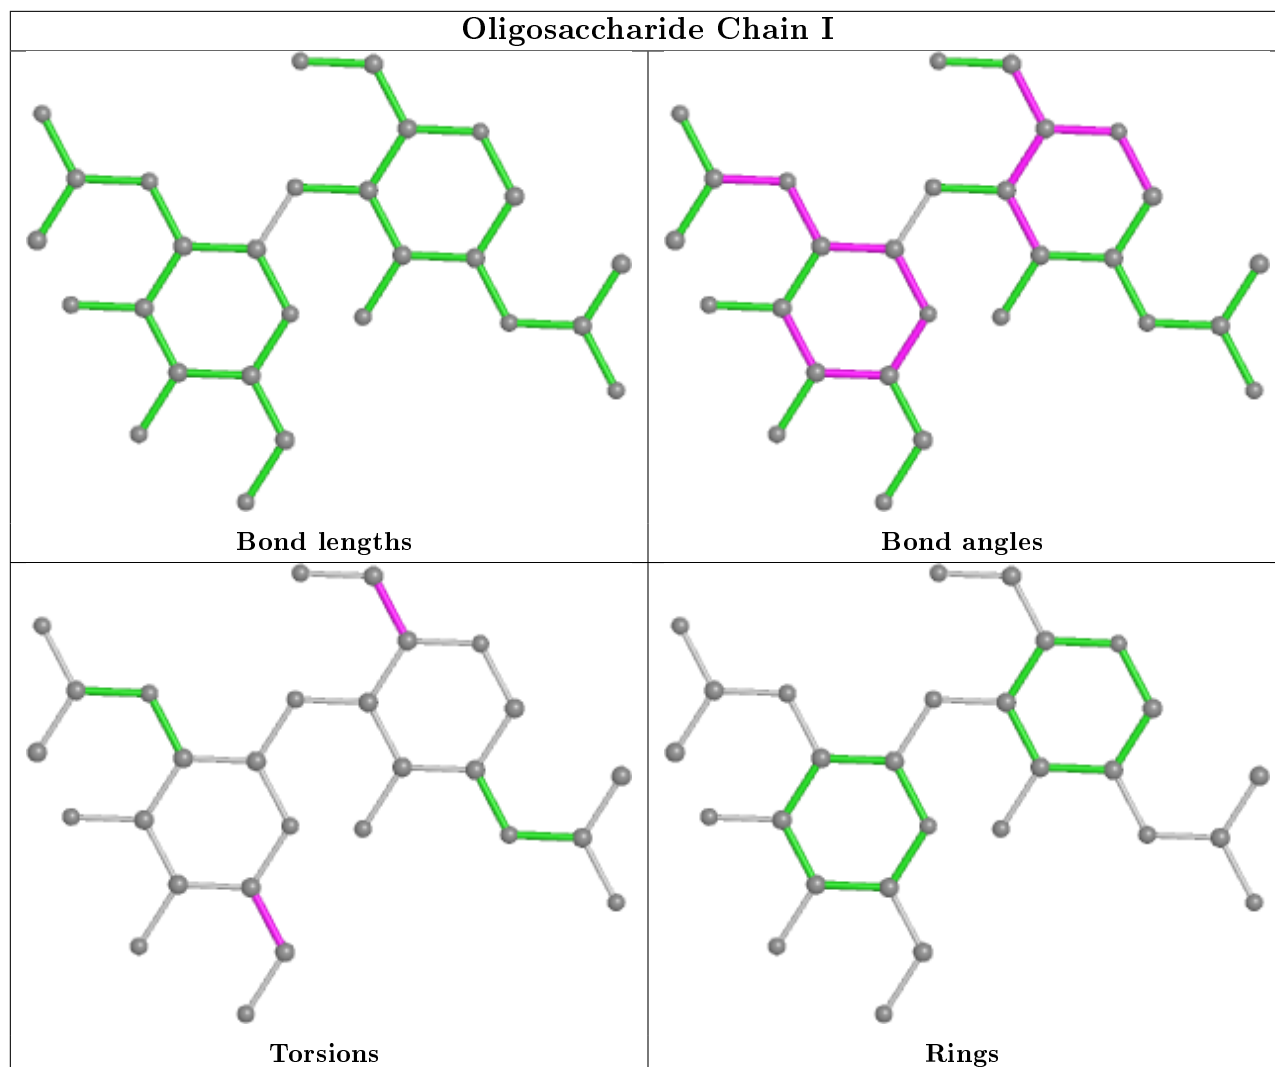 Oligosaccharide Chain I
Bond lengths
Bond angles
Torsions
Rings